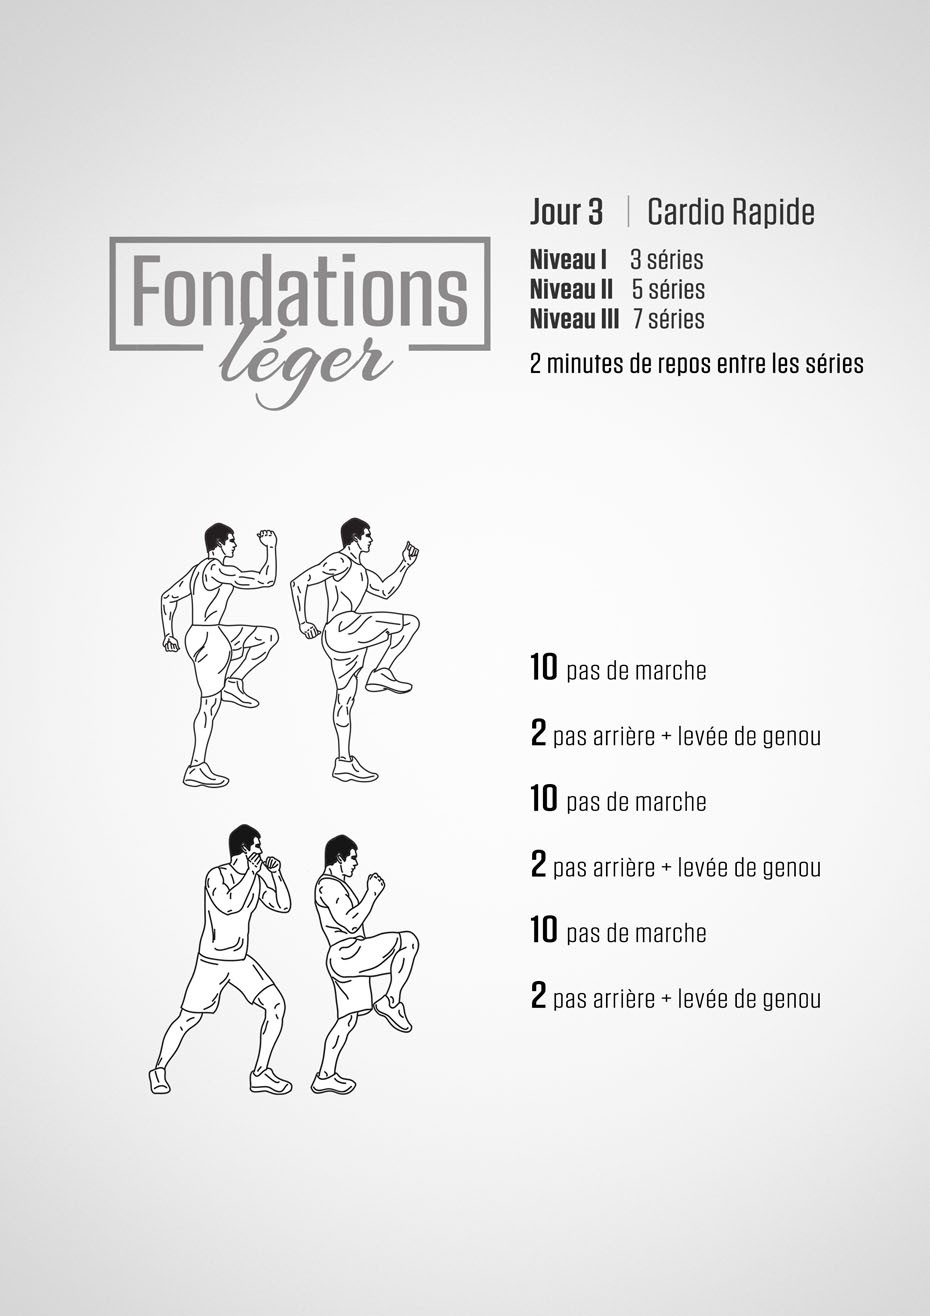 Fondations
léger
Jour 3 | Cardio Rapide
Niveau I 3 séries
Niveau II 5 séries
Niveau III 7 séries
2 minutes de repos entre les séries
10 pas de marche
2 pas arrière + levée de genou
10 pas de marche
2 pas arrière + levée de genou
10 pas de marche
2 pas arrière + levée de genou